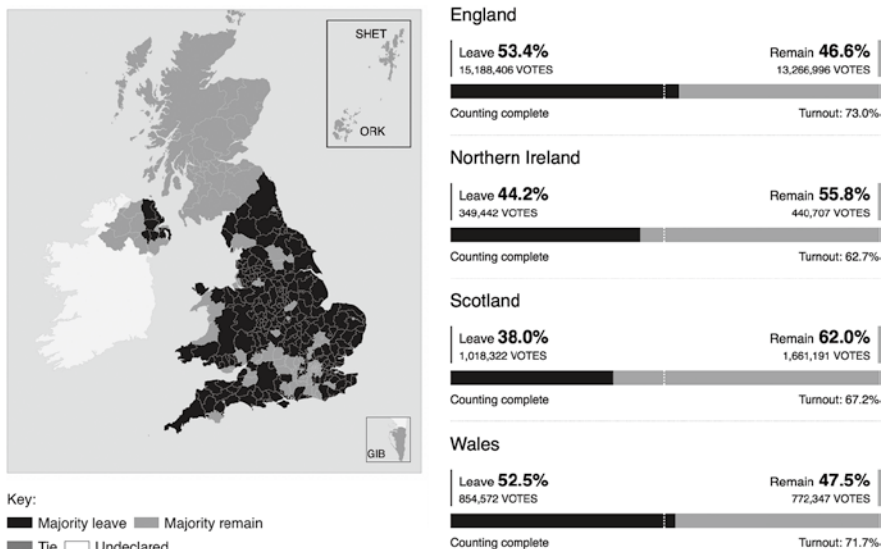 SHET
ORK
GIB
Key:
Majority leave Majority remain
Tie Undeclared
England
Leave 53.4% Remain 46.6%
15,188,406 VOTES 13,266,996 VOTES
Counting complete Turnout: 73.0%
Northern Ireland
Leave 44.2% Remain 55.8%
349,442 VOTES 440,707 VOTES
Counting complete Turnout: 62.7%
Scotland
Leave 38.0% Remain 62.0%
1,018,322 VOTES 1,661,191 VOTES
Counting complete Turnout: 67.2%
Wales
Leave 52.5% Remain 47.5%
854,572 VOTES 772,347 VOTES
Counting complete Turnout: 71.7%